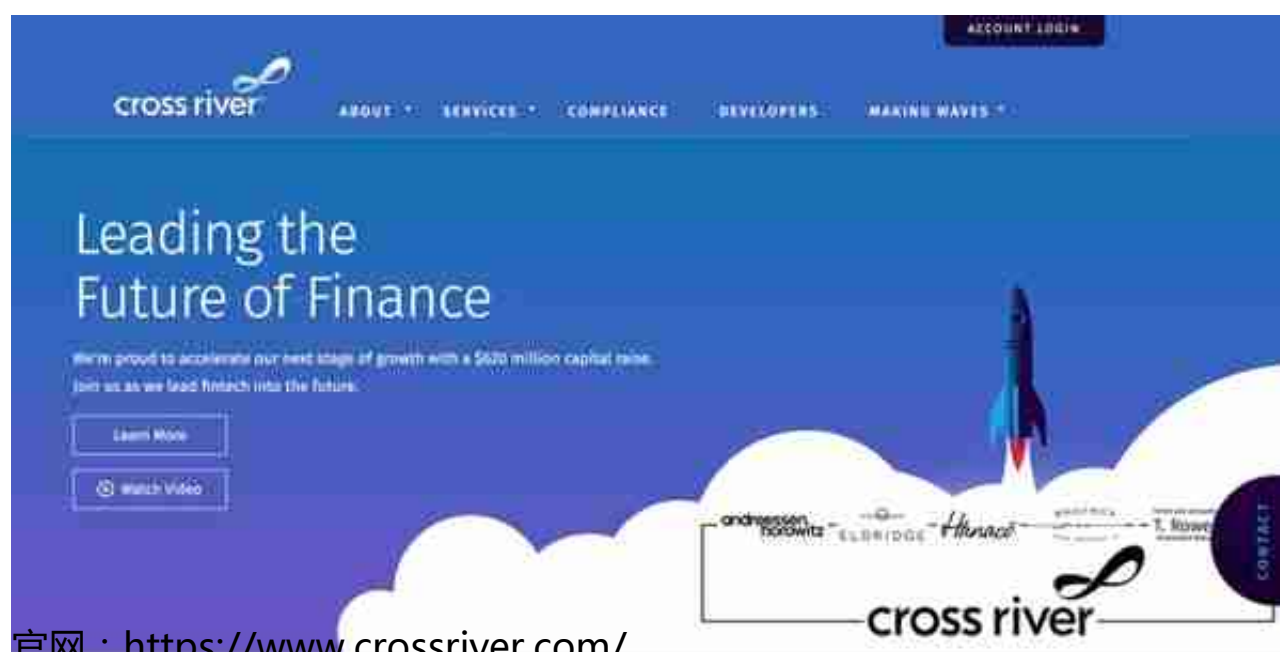 ACCOUNT LOGIN
cross river
ABOUT SERVICES COMPLIANCE DEVELOPERS MAKING WAVES
Leading the
Future of Finance
We're proud to accelerate our next stage of growth with a $620 million capital raise.
Join us as we lead fintech into the future.
Learn More
Watch Video
andreessen
horowitz
ELDRIDGE
T. Rowe
CONTACT
cross river
官网：https://www.crossriver.com/